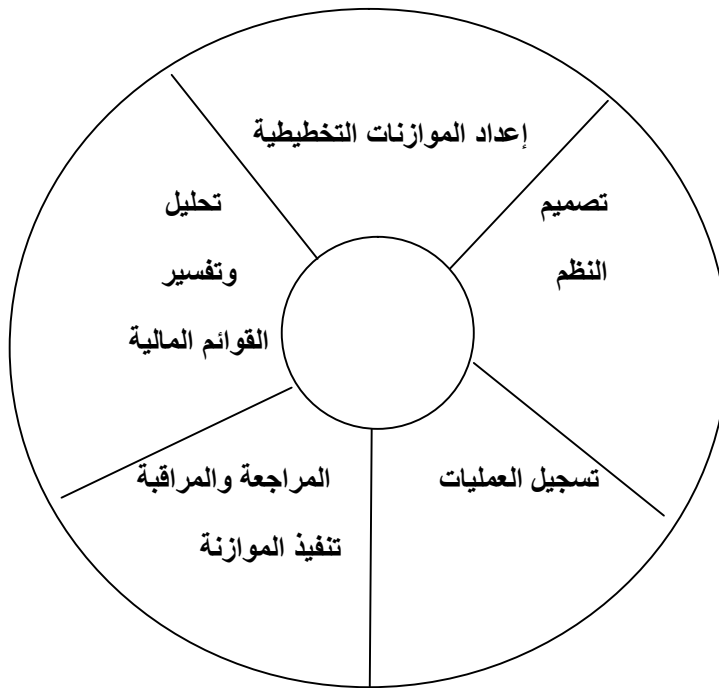 إعداد الموازنات التخطيطية
تصميم
النظم
تسجيل العمليات
المراجعة والمراقبة
تنفيذ الموازنة
تحليل
وتفسير
القوائم المالية